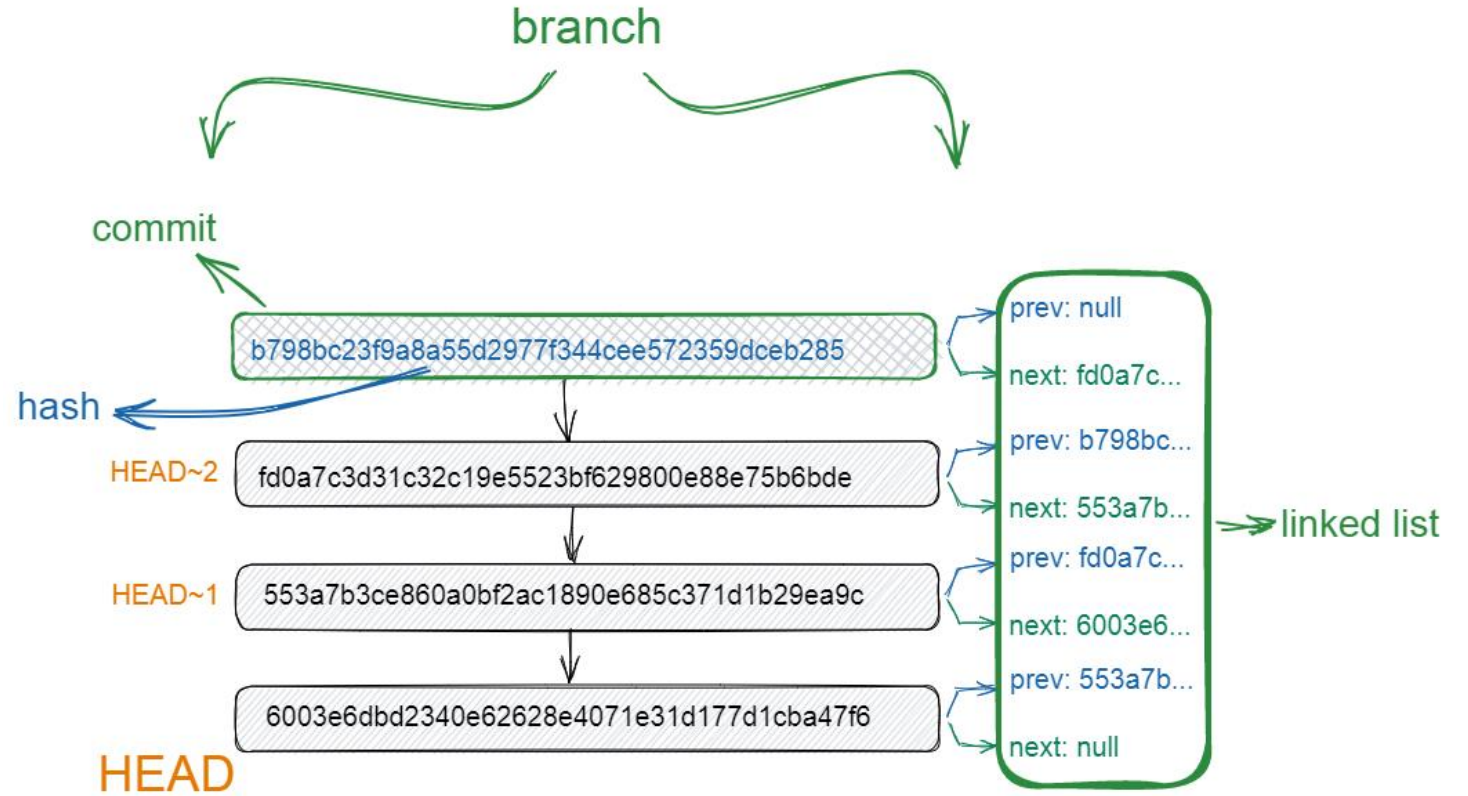 branch
commit
b798bc23f9a8a55d2977f344cee572359dceb285
prev: null
next: fd0a7c...
hash
HEAD~2
fd0a7c3d31c32c19e5523bf629800e88e75b6bde
prev: b798bc...
next: 553a7b...
linked list
HEAD~1
553a7b3ce860a0bf2ac1890e685c371d1b29ea9c
prev: fd0a7c...
next: 6003e6...
HEAD
6003e6dbd2340e62628e4071e31d177d1cba47f6
prev: 553a7b...
next: null